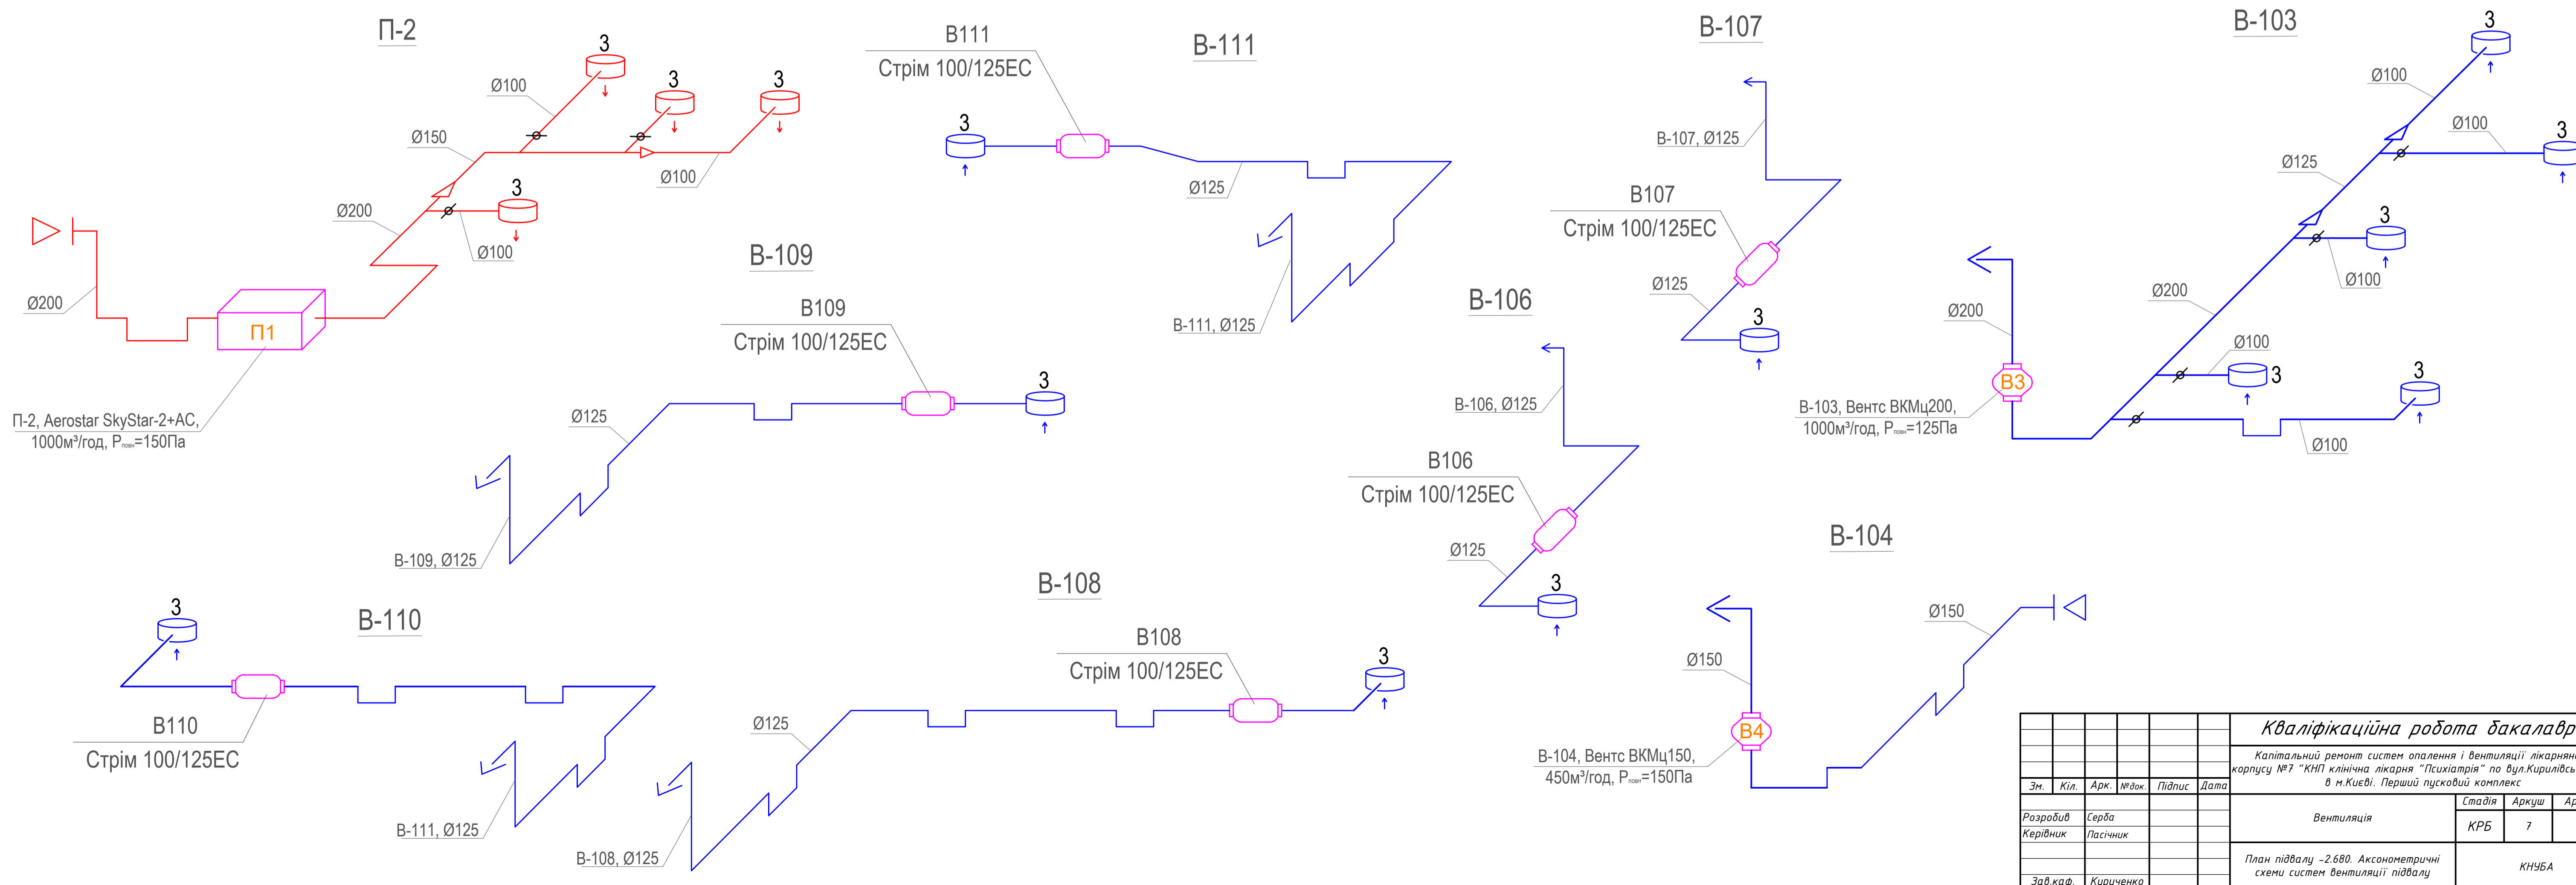 П-2
3
Ø100
3
3
Ø150
Ø100
3
Ø200
Ø100
Ø200
П1
П-2, Aerostar SkyStar-2+AC,
1000м³/год, Рповн=150Па
В111
Стрім 100/125ЕС
В-111
3
Ø125
В-111, Ø125
В-109
В109
Стрім 100/125ЕС
3
Ø125
В-109, Ø125
В-107
В-107, Ø125
В107
Стрім 100/125ЕС
Ø125
3
В-106
В-106, Ø125
В106
Стрім 100/125ЕС
Ø125
3
В-103
3
Ø100
Ø100
3
Ø125
3
Ø100
Ø200
Ø200
Ø100
3
3
В3
Ø100
В-103, Вентс ВКМц200,
1000м³/год, Рповн=125Па
В-104
Ø150
Ø150
В4
В-104, Вентс ВКМц150,
450м³/год, Рповн=150Па
3
В-110
В110
Стрім 100/125ЕС
В-111, Ø125
В-108
В108
Стрім 100/125ЕС
3
Ø125
В-108, Ø125
Кваліфікаційна робота бакалавр
Капітальний ремонт систем опалення і вентиляції лікарнян
корпусу №7 "КНП клінічна лікарня "Психіатрія" по вул.Кирилівсь
в м.Києві. Перший пусковий комплекс
Зм. Кіл. Арк. №док. Підпис Дата
Вентиляція
Стадія Аркуш Ар
Розробив Серба
КРБ 7
Керівник Пасічник
План підвалу -2.680. Аксонометричні
схеми систем вентиляції підвалу
КНУБА
Зав.каф. Кириченко